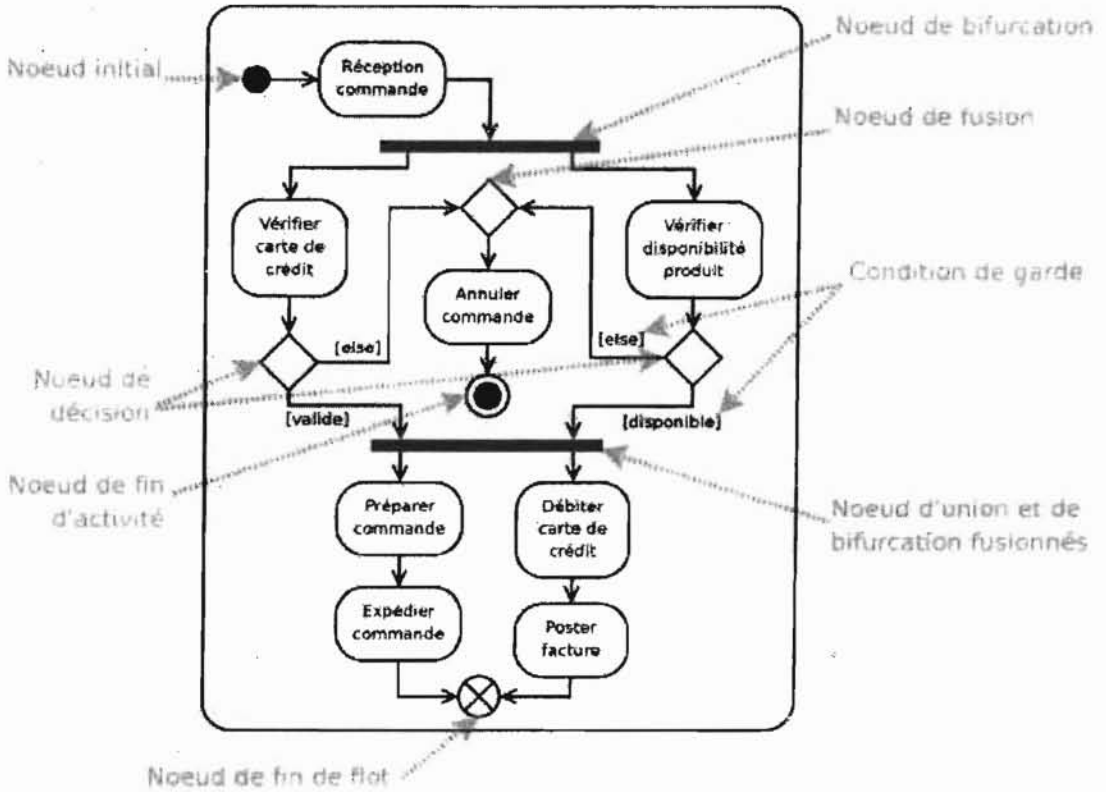 Noeud de bifurcation
Noeud initial
Réception
commande
Noeud de fusion
Vérifier
carte de
crédit
Vérifier
disponibilité
produit
Condition de garde
Annuler
commande
[else]
[else]
Noeud de
décision
[valide]
[disponible]
Noeud de fin
d'activité
Préparer
commande
Débiter
carte de
crédit
Noeud d'union et de
bifurcation fusionnés
Expédier
commande
Poster
facture
Noeud de fin de flot